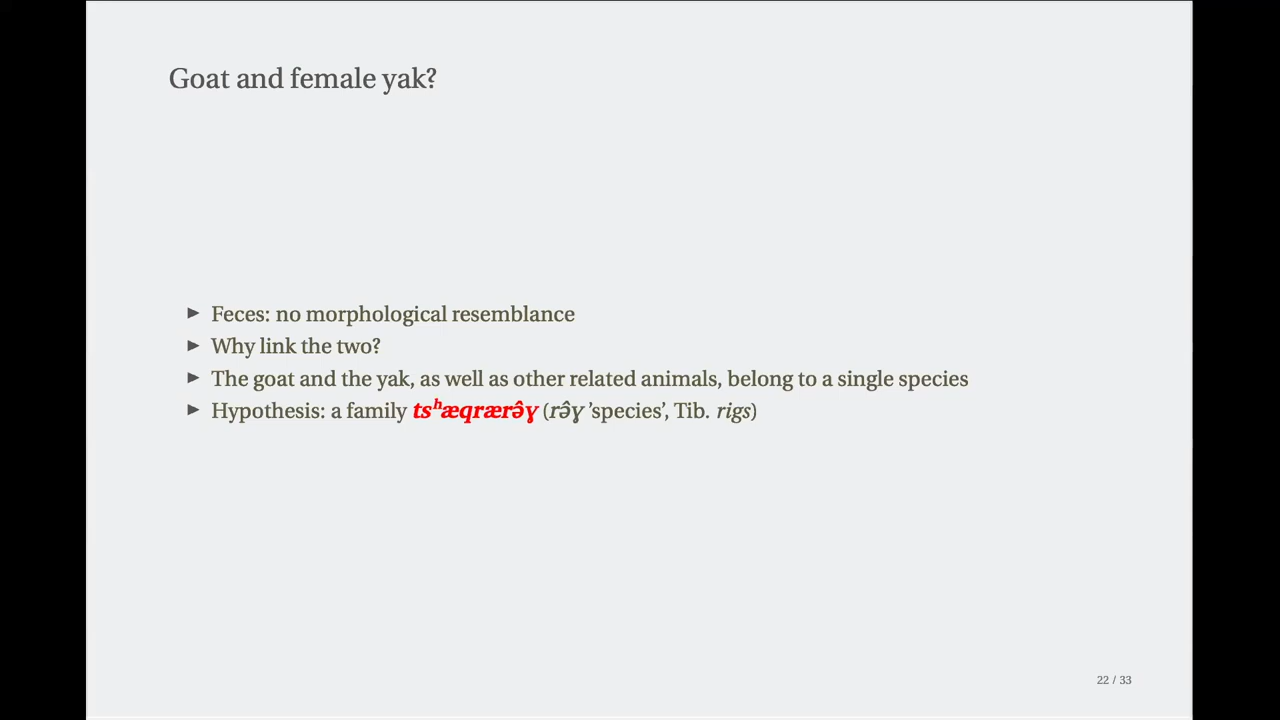 Goat and female yak?
▶ Feces: no morphological resemblance
▶ Why link the two?
▶ The goat and the yak, as well as other related animals, belong to a single species
▶ Hypothesis: a family tsʰæqrærə̂ɣ (rə̂ɣ ’species’, Tib. rigs)
22 / 33